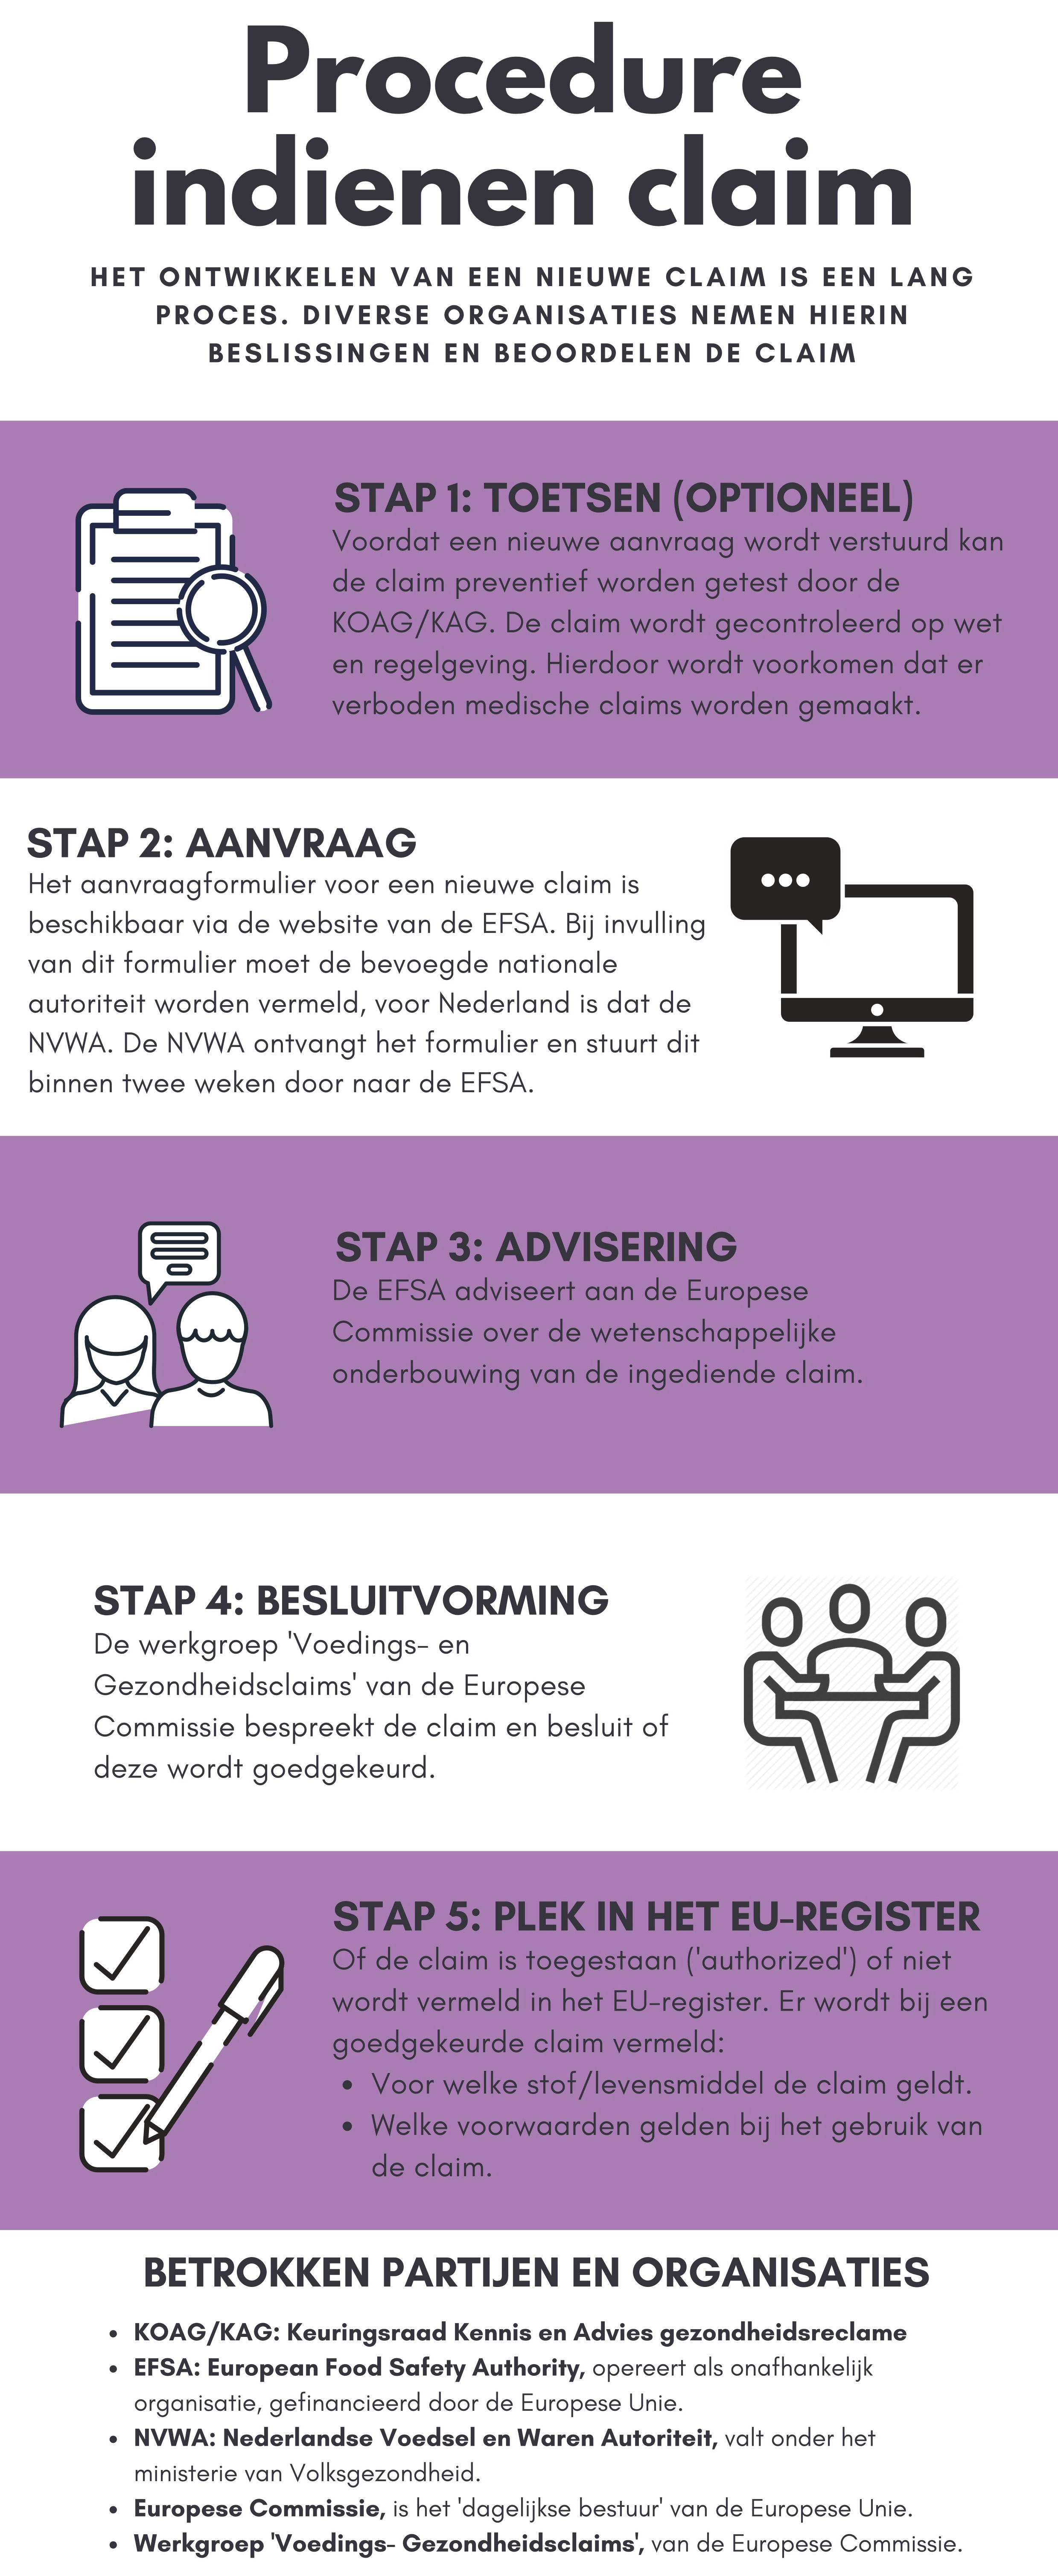 Procedure
indienen claim
HET ONTWIKKELEN VAN EEN NIEUWE CLAIM IS EEN LANG
PROCES. DIVERSE ORGANISATIES NEMEN HIERIN
BESLISSINGEN EN BEOORDELEN DE CLAIM
STAP 1: TOETSEN (OPTIONEEL)
Voordat een nieuwe aanvraag wordt verstuurd kan
de claim preventief worden getest door de
KOAG/KAG. De claim wordt gecontroleerd op wet
en regelgeving. Hierdoor wordt voorkomen dat er
verboden medische claims worden gemaakt.
STAP 2: AANVRAAG
Het aanvraagformulier voor een nieuwe claim is
beschikbaar via de website van de EFSA. Bij invulling
van dit formulier moet de bevoegde nationale
autoriteit worden vermeld, voor Nederland is dat de
NVWA. De NVWA ontvangt het formulier en stuurt dit
binnen twee weken door naar de EFSA.
STAP 3: ADVISERING
De EFSA adviseert aan de Europese
Commissie over de wetenschappelijke
onderbouwing van de ingediende claim.
STAP 4: BESLUITVORMING
De werkgroep 'Voedings- en
Gezondheidsclaims' van de Europese
Commissie bespreekt de claim en besluit of
deze wordt goedgekeurd.
STAP 5: PLEK IN HET EU-REGISTER
Of de claim is toegestaan ('authorized') of niet
wordt vermeld in het EU-register. Er wordt bij een
goedgekeurde claim vermeld:
• Voor welke stof/levensmiddel de claim geldt.
• Welke voorwaarden gelden bij het gebruik van
de claim.
BETROKKEN PARTIJEN EN ORGANISATIES
• KOAG/KAG: Keuringsraad Kennis en Advies gezondheidsreclame
• EFSA: European Food Safety Authority, opereert als onafhankelijk
organisatie, gefinancieerd door de Europese Unie.
• NVWA: Nederlandse Voedsel en Waren Autoriteit, valt onder het
ministerie van Volksgezondheid.
• Europese Commissie, is het 'dagelijkse bestuur' van de Europese Unie.
• Werkgroep 'Voedings- Gezondheidsclaims', van de Europese Commissie.